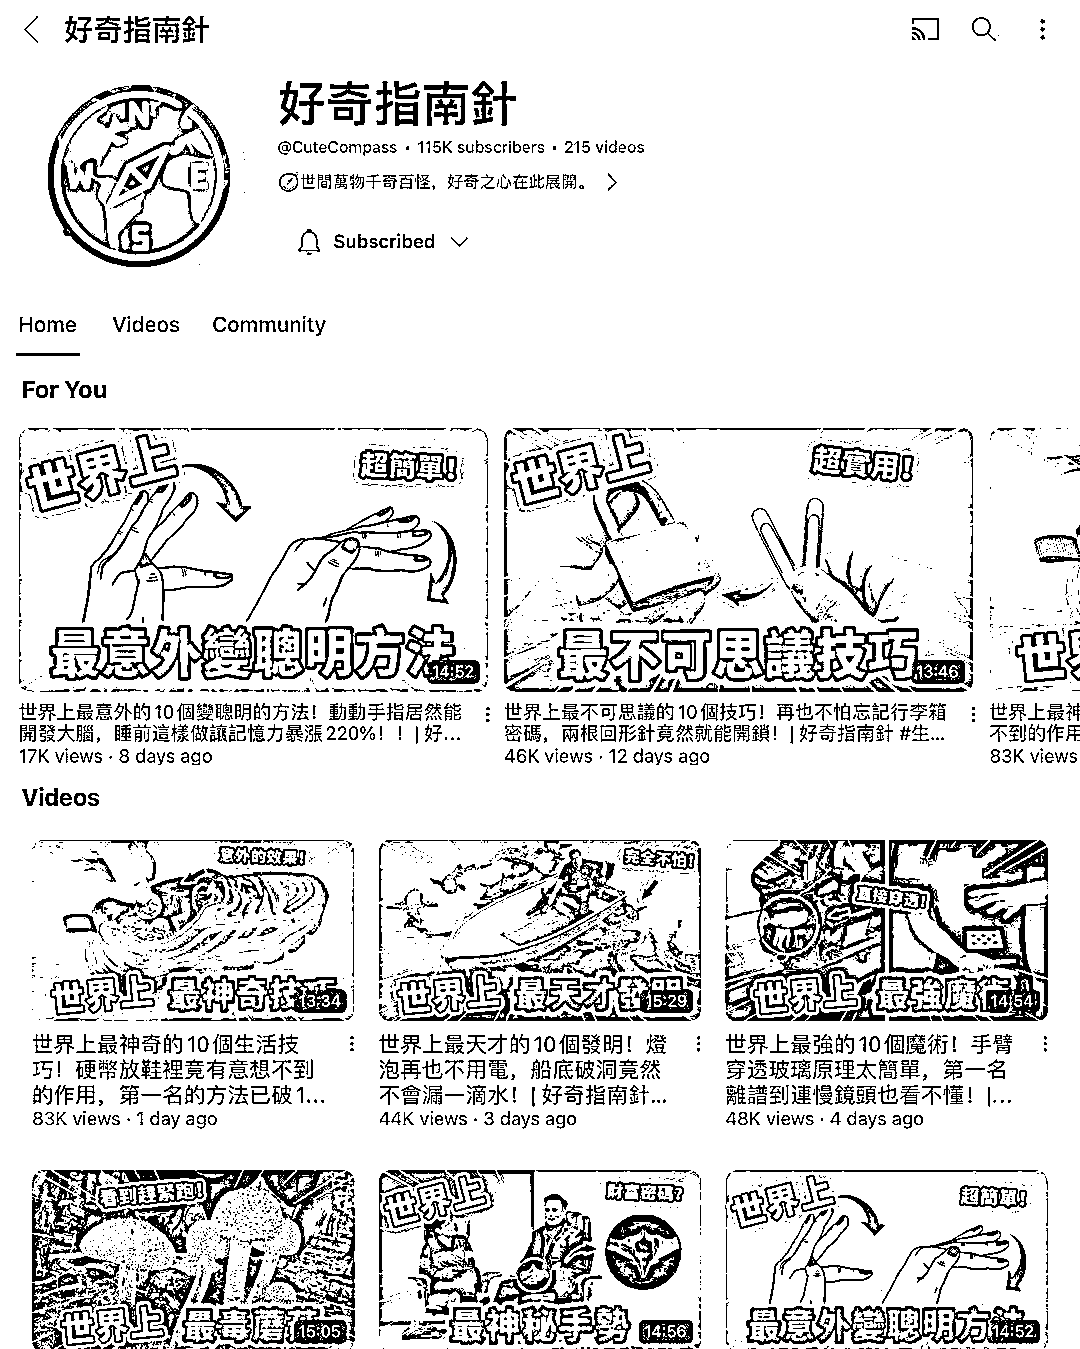 好奇指南針
N
W
E
S
好奇指南針
@CuteCompass • 115K subscribers • 215 videos
世間萬物千奇百怪，好奇之心在此展開。
Subscribed
Home Videos Community
For You
世界上
超簡單！
最意外變聰明方法
14:52
世界上
超實用！
最不可思議技巧
13:46
世界
世界上最意外的10個變聰明的方法！動動手指居然能
開發大腦，睡前這樣做讓記憶力暴漲220%！！| 好...
17K views · 8 days ago
世界上最不可思議的10個技巧！再也不怕忘記行李箱
密碼，兩根回形針竟然就能開鎖！| 好奇指南針 #生...
46K views · 12 days ago
世界上最神
不到的作用
83K views
Videos
意外的效果！
世界上 最神奇技巧
13:34
完全不怕！
世界上 最天才發明
15:29
直接穿透！
世界上 最強魔術
14:54
世界上最神奇的10個生活技
巧！硬幣放鞋裡竟有意想不到
的作用，第一名的方法已破1...
83K views · 1 day ago
世界上最天才的10個發明！燈
泡再也不用電，船底破洞竟然
不會漏一滴水！| 好奇指南針...
44K views · 3 days ago
世界上最強的10個魔術！手臂
穿透玻璃原理太簡單，第一名
離譜到連慢鏡頭也看不懂！|...
48K views · 4 days ago
看到趕緊跑！
世界上 最毒蘑菇
15:05
世界上
財富密碼？
最神秘手勢
14:56
世界上
超簡單！
最意外變聰明方法
14:52